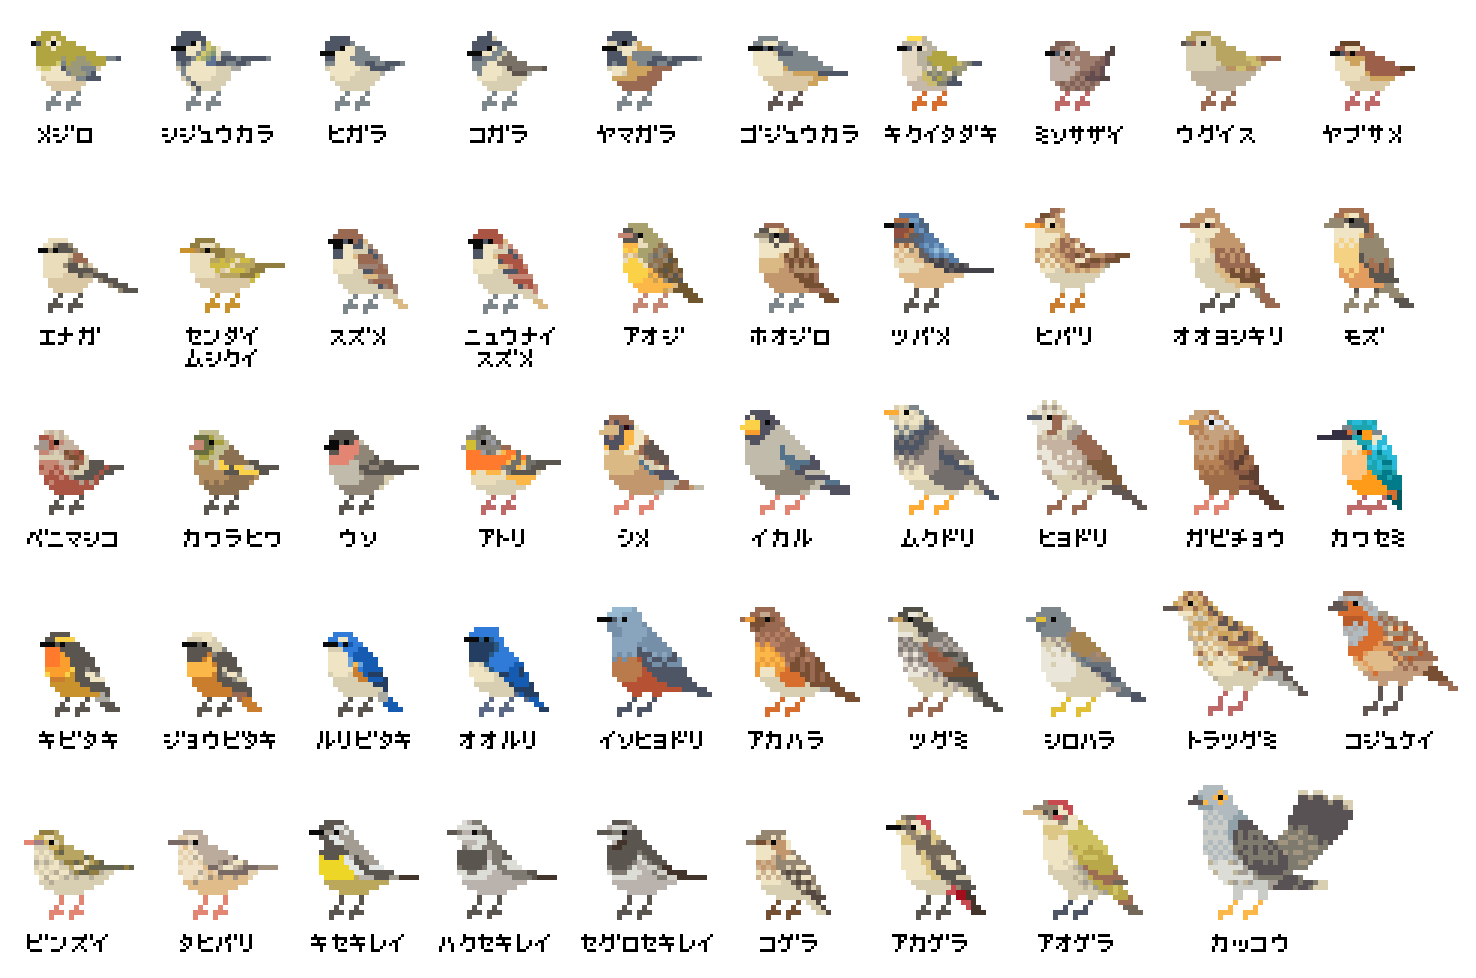 メジロ シジュウカラ ヒガラ コガラ ヤマガラ ゴジュウカラ キクイタダキ ミソサザイ ウグイス ヤブサメ
エナガ センダイ スズメ ニュウナイ アオジ ホオジロ ツバメ ヒバリ オオヨシキリ モズ
ムシクイ スズメ
ベニマシコ カワラヒワ ウソ アトリ シメ イカル ムクドリ ヒヨドリ ガビチョウ カワセミ
キビタキ ジョウビタキ ルリビタキ オオルリ イソヒヨドリ アカハラ ツグミ シロハラ トラツグミ コジュケイ
ビンズイ タヒバリ キセキレイ ハクセキレイ セグロセキレイ コゲラ アカゲラ アオゲラ カッコウ